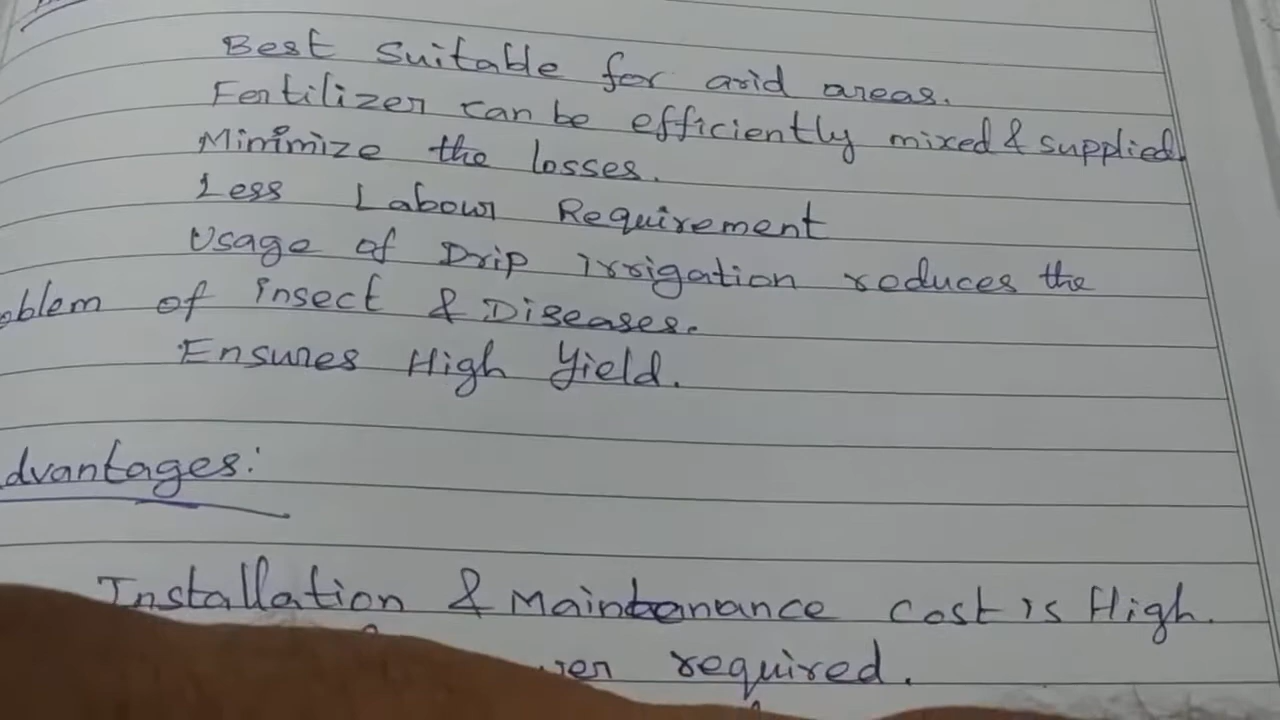 Best Suitable for arid areas.
Fertilizer can be efficiently mixed & supplied
Minimize the losses.
Less Labour Requirement
Usage of Drip irrigation reduces the
oblem of insect & Diseases.
Ensures High Yield.
dvantages:
Installation & Maintenance cost is High.
required.